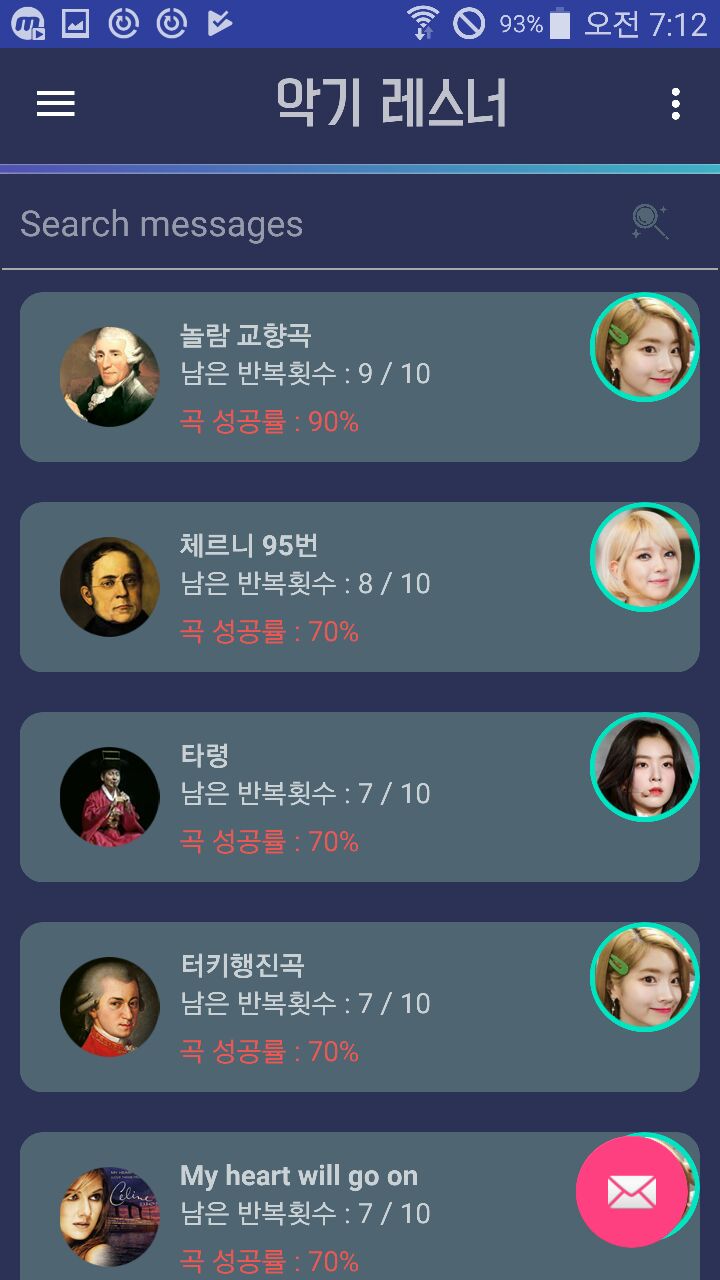 93% 오전 7:12
악기 레스너
Search messages
놀람 교향곡
남은 반복횟수 : 9 / 10
곡 성공률 : 90%
체르니 95번
남은 반복횟수 : 8 / 10
곡 성공률 : 70%
타령
남은 반복횟수 : 7 / 10
곡 성공률 : 70%
터키행진곡
남은 반복횟수 : 7 / 10
곡 성공률 : 70%
My heart will go on
남은 반복횟수 : 7 / 10
곡 성공률 : 70%
Céline